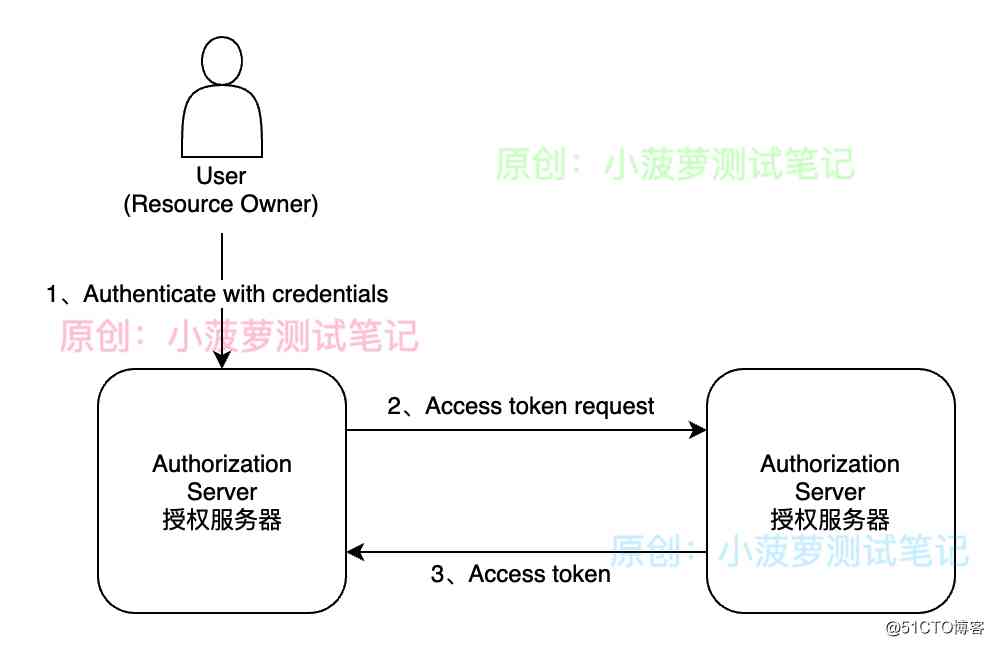 原创：小菠萝测试笔记
User
(Resource Owner)
1、Authenticate with credentials
原创：小菠萝测试笔记
2、Access token request
Authorization
Server
授权服务器
Authorization
Server
授权服务器
原创：小菠萝测试笔记
3、Access token
@51CTO博客